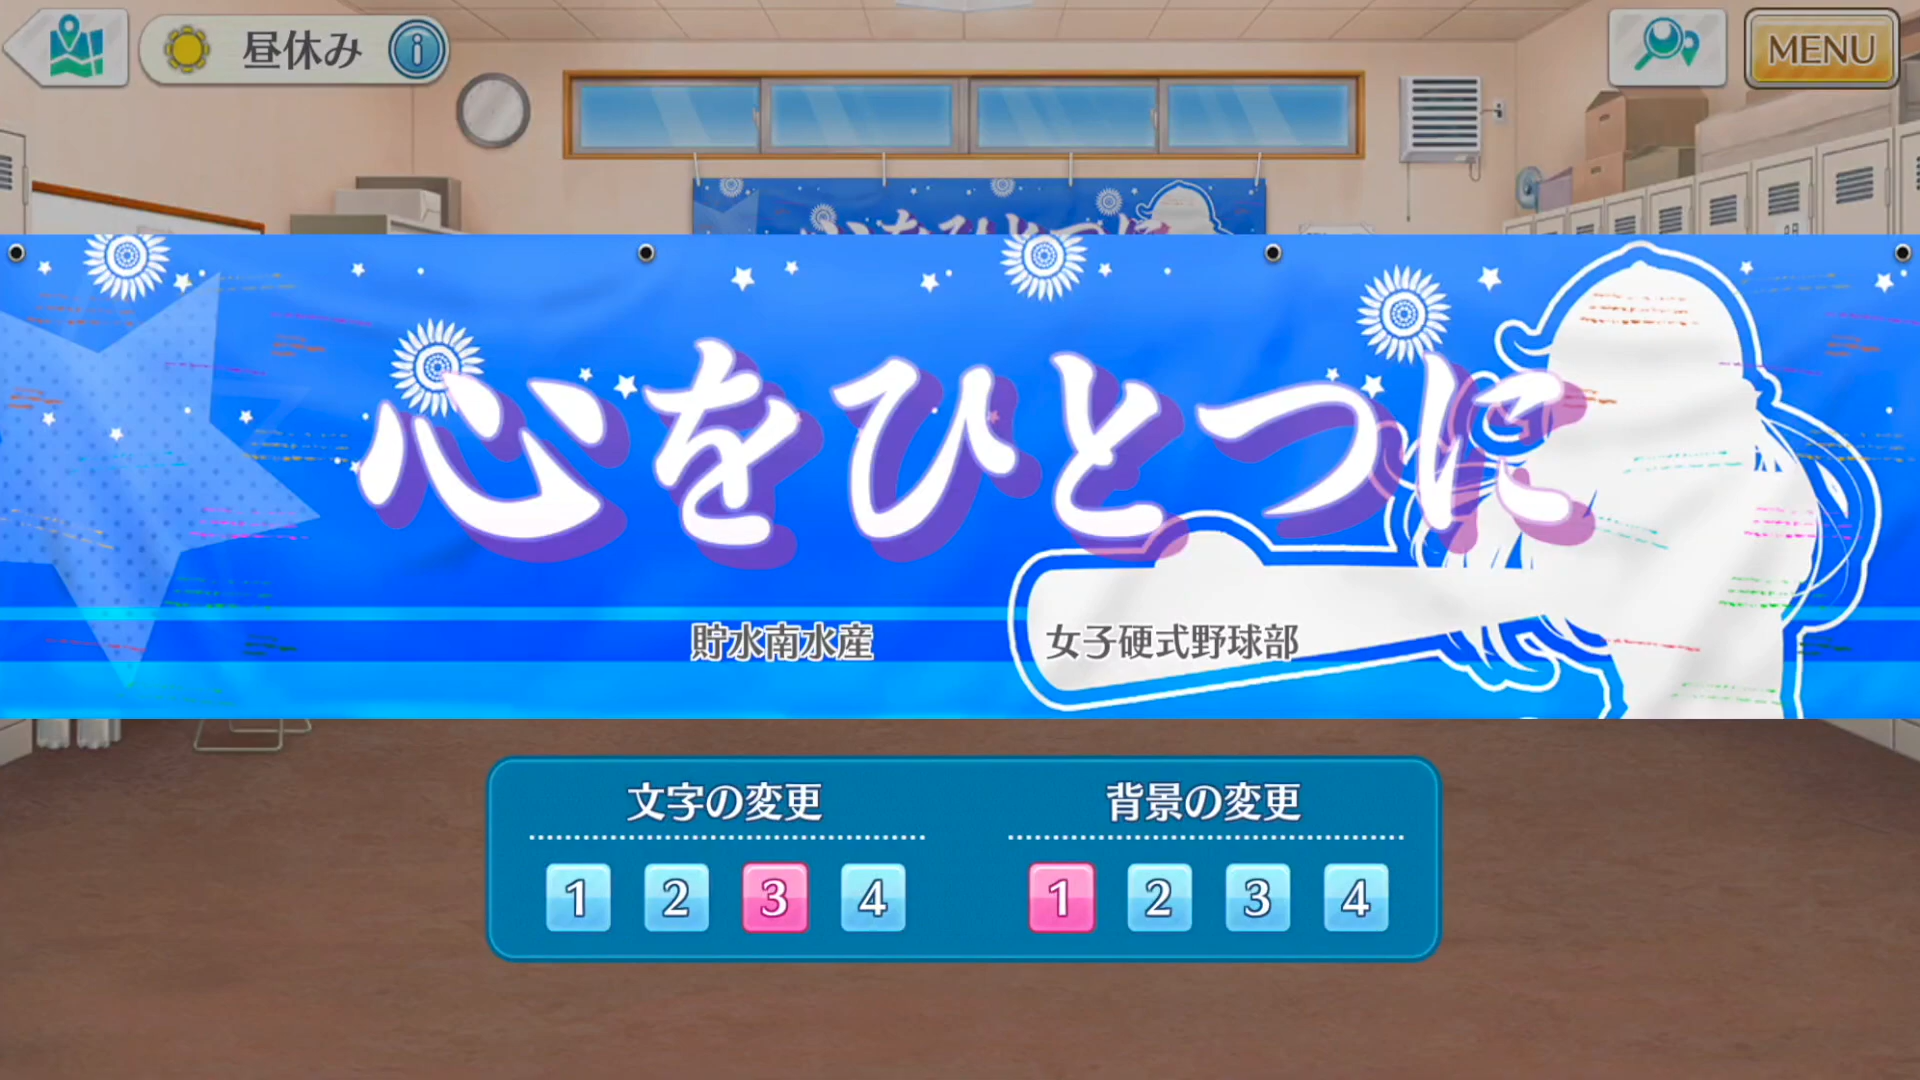 昼休み
MENU
心をひとつに
貯水南水産 女子硬式野球部
文字の変更
1 2 3 4
背景の変更
1 2 3 4